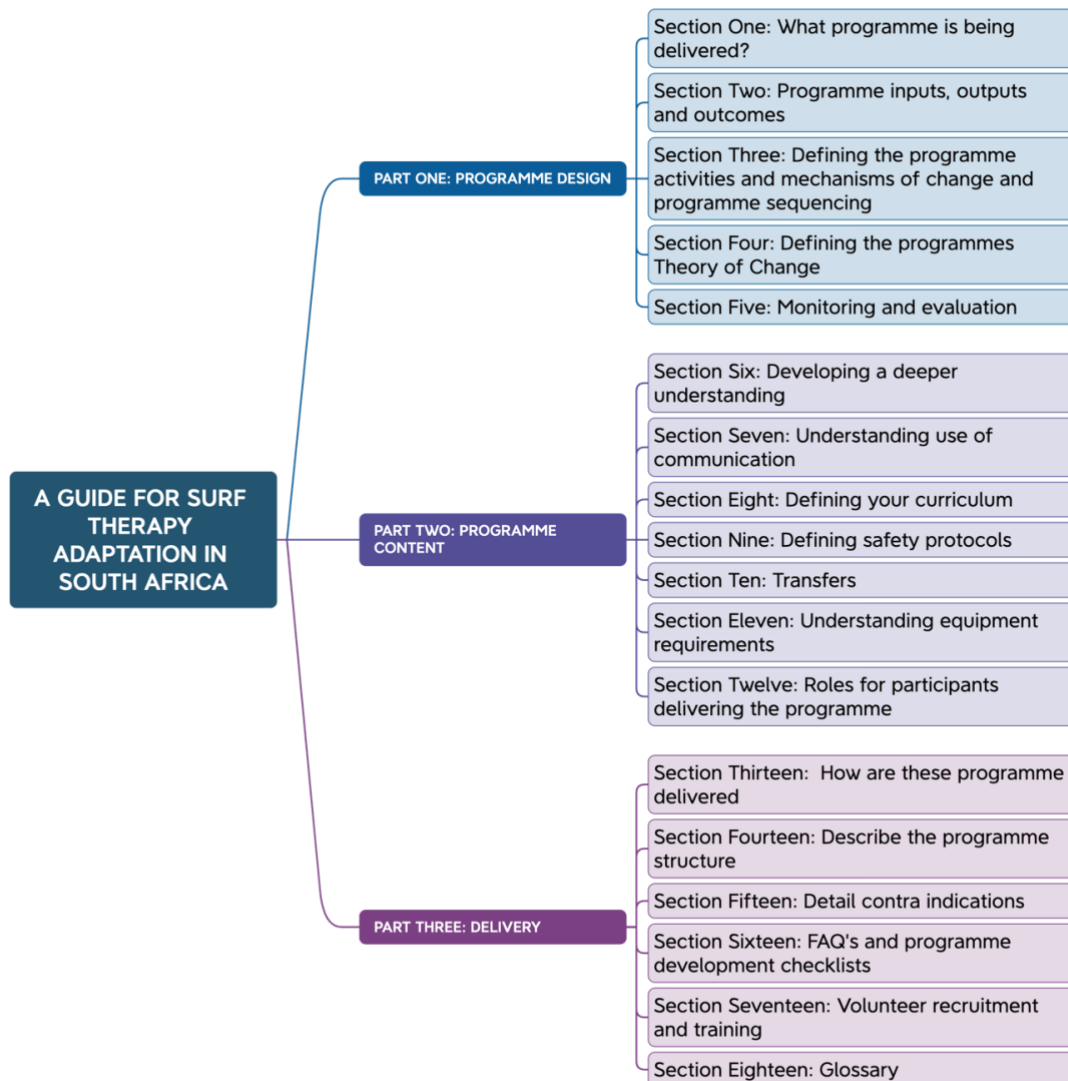 A GUIDE FOR SURF
THERAPY
ADAPTATION IN
SOUTH AFRICA
PART ONE: PROGRAMME DESIGN
Section One: What programme is being
delivered?
Section Two: Programme inputs, outputs
and outcomes
Section Three: Defining the programme
activities and mechanisms of change and
programme sequencing
Section Four: Defining the programmes
Theory of Change
Section Five: Monitoring and evaluation
PART TWO: PROGRAMME
CONTENT
Section Six: Developing a deeper
understanding
Section Seven: Understanding use of
communication
Section Eight: Defining your curriculum
Section Nine: Defining safety protocols
Section Ten: Transfers
Section Eleven: Understanding equipment
requirements
Section Twelve: Roles for participants
delivering the programme
PART THREE: DELIVERY
Section Thirteen:  How are these programme
delivered
Section Fourteen: Describe the programme
structure
Section Fifteen: Detail contra indications
Section Sixteen: FAQ's and programme
development checklists
Section Seventeen: Volunteer recruitment
and training
Section Eighteen: Glossary